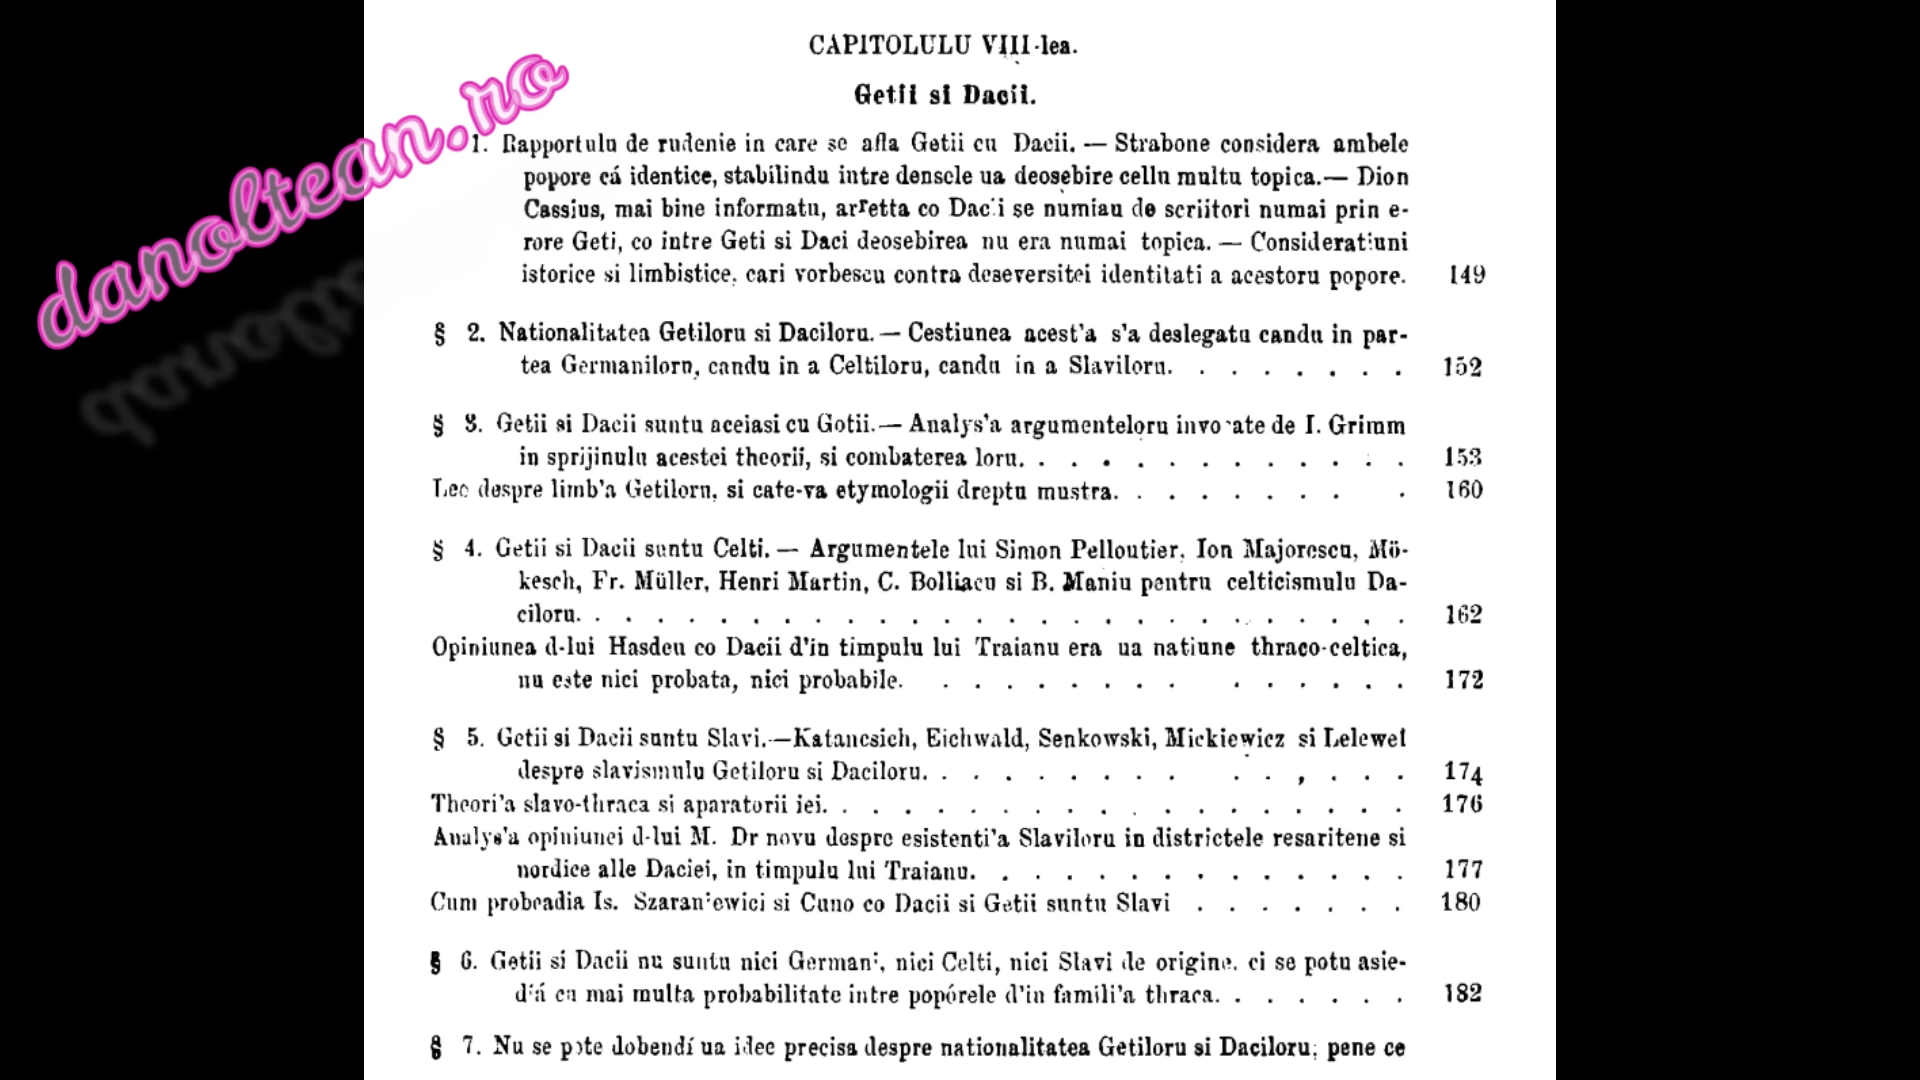 danoltean.ro
CAPITOLULU VIII-lea.
Getii si Dacii.
1. Rapportulu de rudenie in care se afla Getii cu Dacii. — Strabone considera ambele
popore cá identice, stabilindu intre densele ua deosebire cellu multu topica.— Dion
Cassius, mai bine informatu, arretta co Dacii se numiau de scriitori numai prin e-
rore Geti, co intre Geti si Daci deosebirea nu era numai topica. — Consideratiuni
istorice si limbistice, cari vorbescu contra deseversitei identitati a acestoru popore. 149
§ 2. Nationalitatea Getiloru si Daciloru. — Cestiunea acest'a s'a deslegatu candu in par-
tea Germaniloru, candu in a Celtiloru, candu in a Slaviloru. . . . . . . . 152
§ 3. Getii si Dacii suntu aceiasi cu Gotii.— Analys'a argumenteloru invocate de I. Grimm
in sprijinulu acestei theorii, si combaterea loru. . . . . . . . . . . . . . 153
Leo despre limb'a Getiloru, si cate-va etymologii dreptu mustra. . . . . . . . . 160
§ 4. Getii si Dacii suntu Celti. — Argumentele lui Simon Pelloutier, Ion Majorescu, Mö-
kesch, Fr. Müller, Henri Martin, C. Bolliacu si B. Maniu pentru celticismulu Da-
ciloru. . . . . . . . . . . . . . . . . . . . . . . . . . . . 162
Opiniunea d-lui Hasdeu co Dacii d'in timpulu lui Traianu era ua natiune thraco-celtica,
nu este nici probata, nici probabile. . . . . . . . . . . . . . . 172
§ 5. Getii si Dacii suntu Slavi.—Katancsich, Eichwald, Senkowski, Mickiewicz si Lelewel
despre slavismulu Getiloru si Daciloru. . . . . . . . . . . . . . . 174
Theori'a slavo-thraca si aparatorii iei. . . . . . . . . . . . . . . . . . . . 176
Analys'a opiniunei d-lui M. Drinovu despre esistenti'a Slaviloru in districtele resaritene si
nordice alle Daciei, in timpulu lui Traianu. . . . . . . . . . . . . . . 177
Cum probeadia Is. Szaraniewici si Cuno co Dacii si Getii suntu Slavi . . . . . . . 180
§ 6. Getii si Dacii nu suntu nici Germani, nici Celti, nici Slavi de origine, ci se potu asie-
diá cu mai multa probabilitate intre popórele d'in famili'a thraca. . . . . . . 182
§ 7. Nu se pote dobendí ua idee precisa despre nationalitatea Getiloru si Daciloru, pene ce